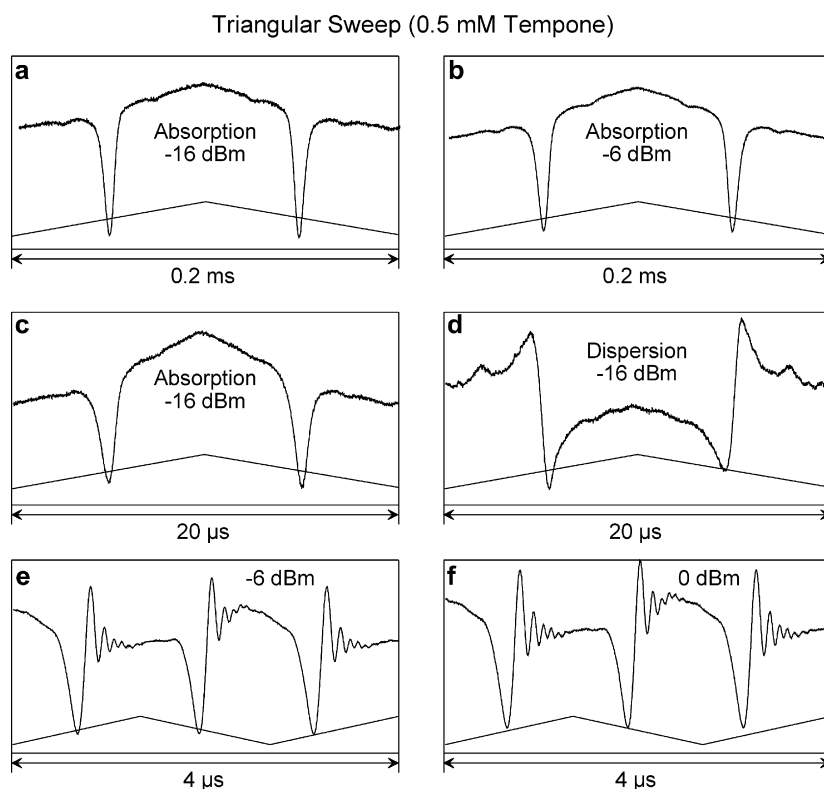 Triangular Sweep (0.5 mM Tempone)
a
Absorption
-16 dBm
0.2 ms
b
Absorption
-6 dBm
0.2 ms
c
Absorption
-16 dBm
20 µs
d
Dispersion
-16 dBm
20 µs
e
-6 dBm
4 µs
f
0 dBm
4 µs